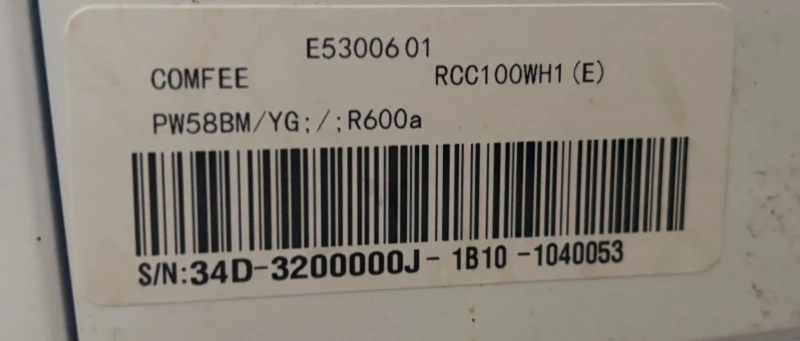 E5300601
COMFEE RCC100WH1(E)
PW58BM/YG;/;R600a
S/N:34D-3200000J-1B10-1040053